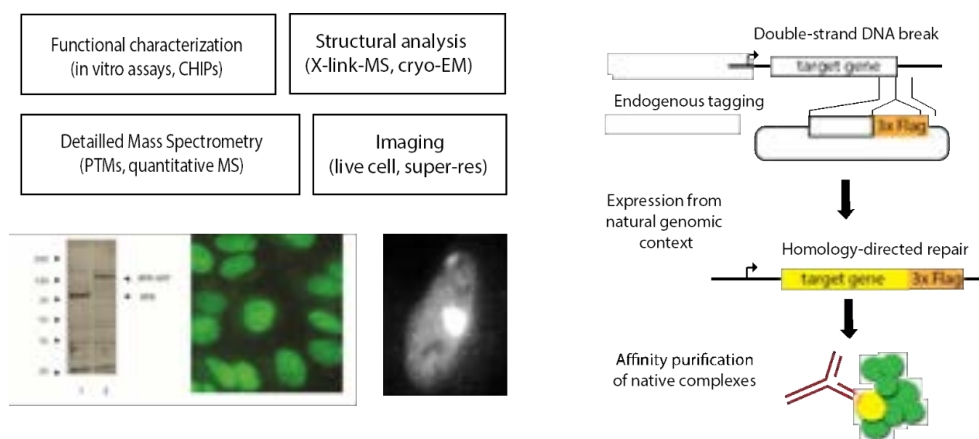 Functional characterization
(in vitro assays, CHIPs)
Structural analysis
(X-link-MS, cryo-EM)
Detailled Mass Spectrometry
(PTMs, quantitative MS)
Imaging
(live cell, super-res)
1 2
Double-strand DNA break
target gene
Endogenous tagging
3x Flag
Expression from
natural genomic
context
Homology-directed repair
target gene 3x Flag
Affinity purification
of native complexes